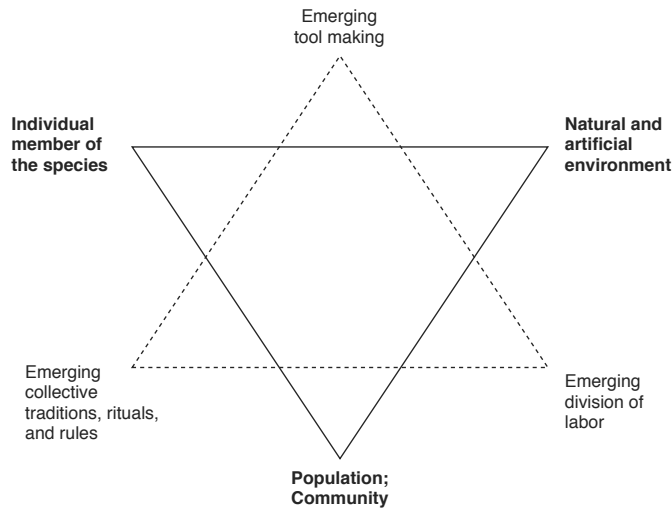 Emerging
tool making
Individual
member of
the species
Natural and
artificial
environment
Emerging
collective
traditions, rituals,
and rules
Emerging
division of
labor
Population;
Community